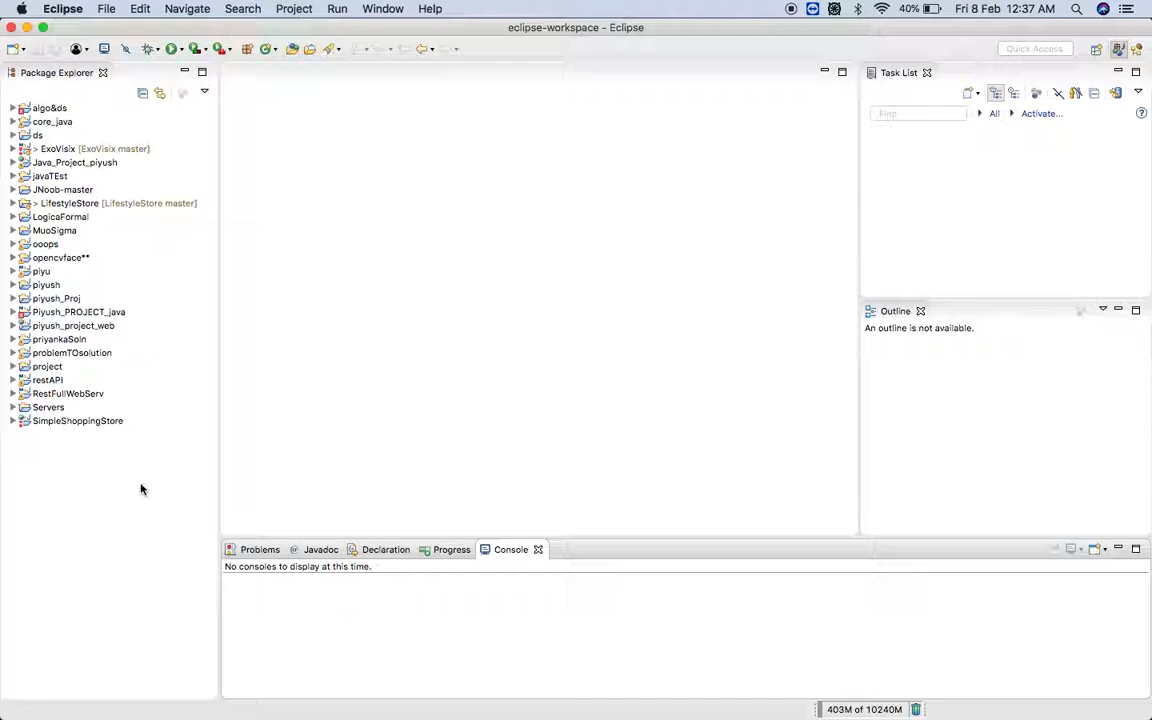 Eclipse File Edit Navigate Search Project Run Window Help 40% Fri 8 Feb 12:37 AM
eclipse-workspace - Eclipse
Quick Access
Package Explorer
Task List
algo&ds
core_java
ds
> ExoVisix [ExoVisix master]
Java_Project_piyush
javaTEst
JNoob-master
> LifestyleStore [LifestyleStore master]
LogicaFormal
MuoSigma
ooops
opencvface**
piyu
piyush
piyush_Proj
Piyush_PROJECT_java
piyush_project_web
priyankaSoln
problemTOsolution
project
restAPI
RestFullWebServ
Servers
SimpleShoppingStore
Find All Activate...
Outline
An outline is not available.
Problems Javadoc Declaration Progress Console
No consoles to display at this time.
403M of 10240M